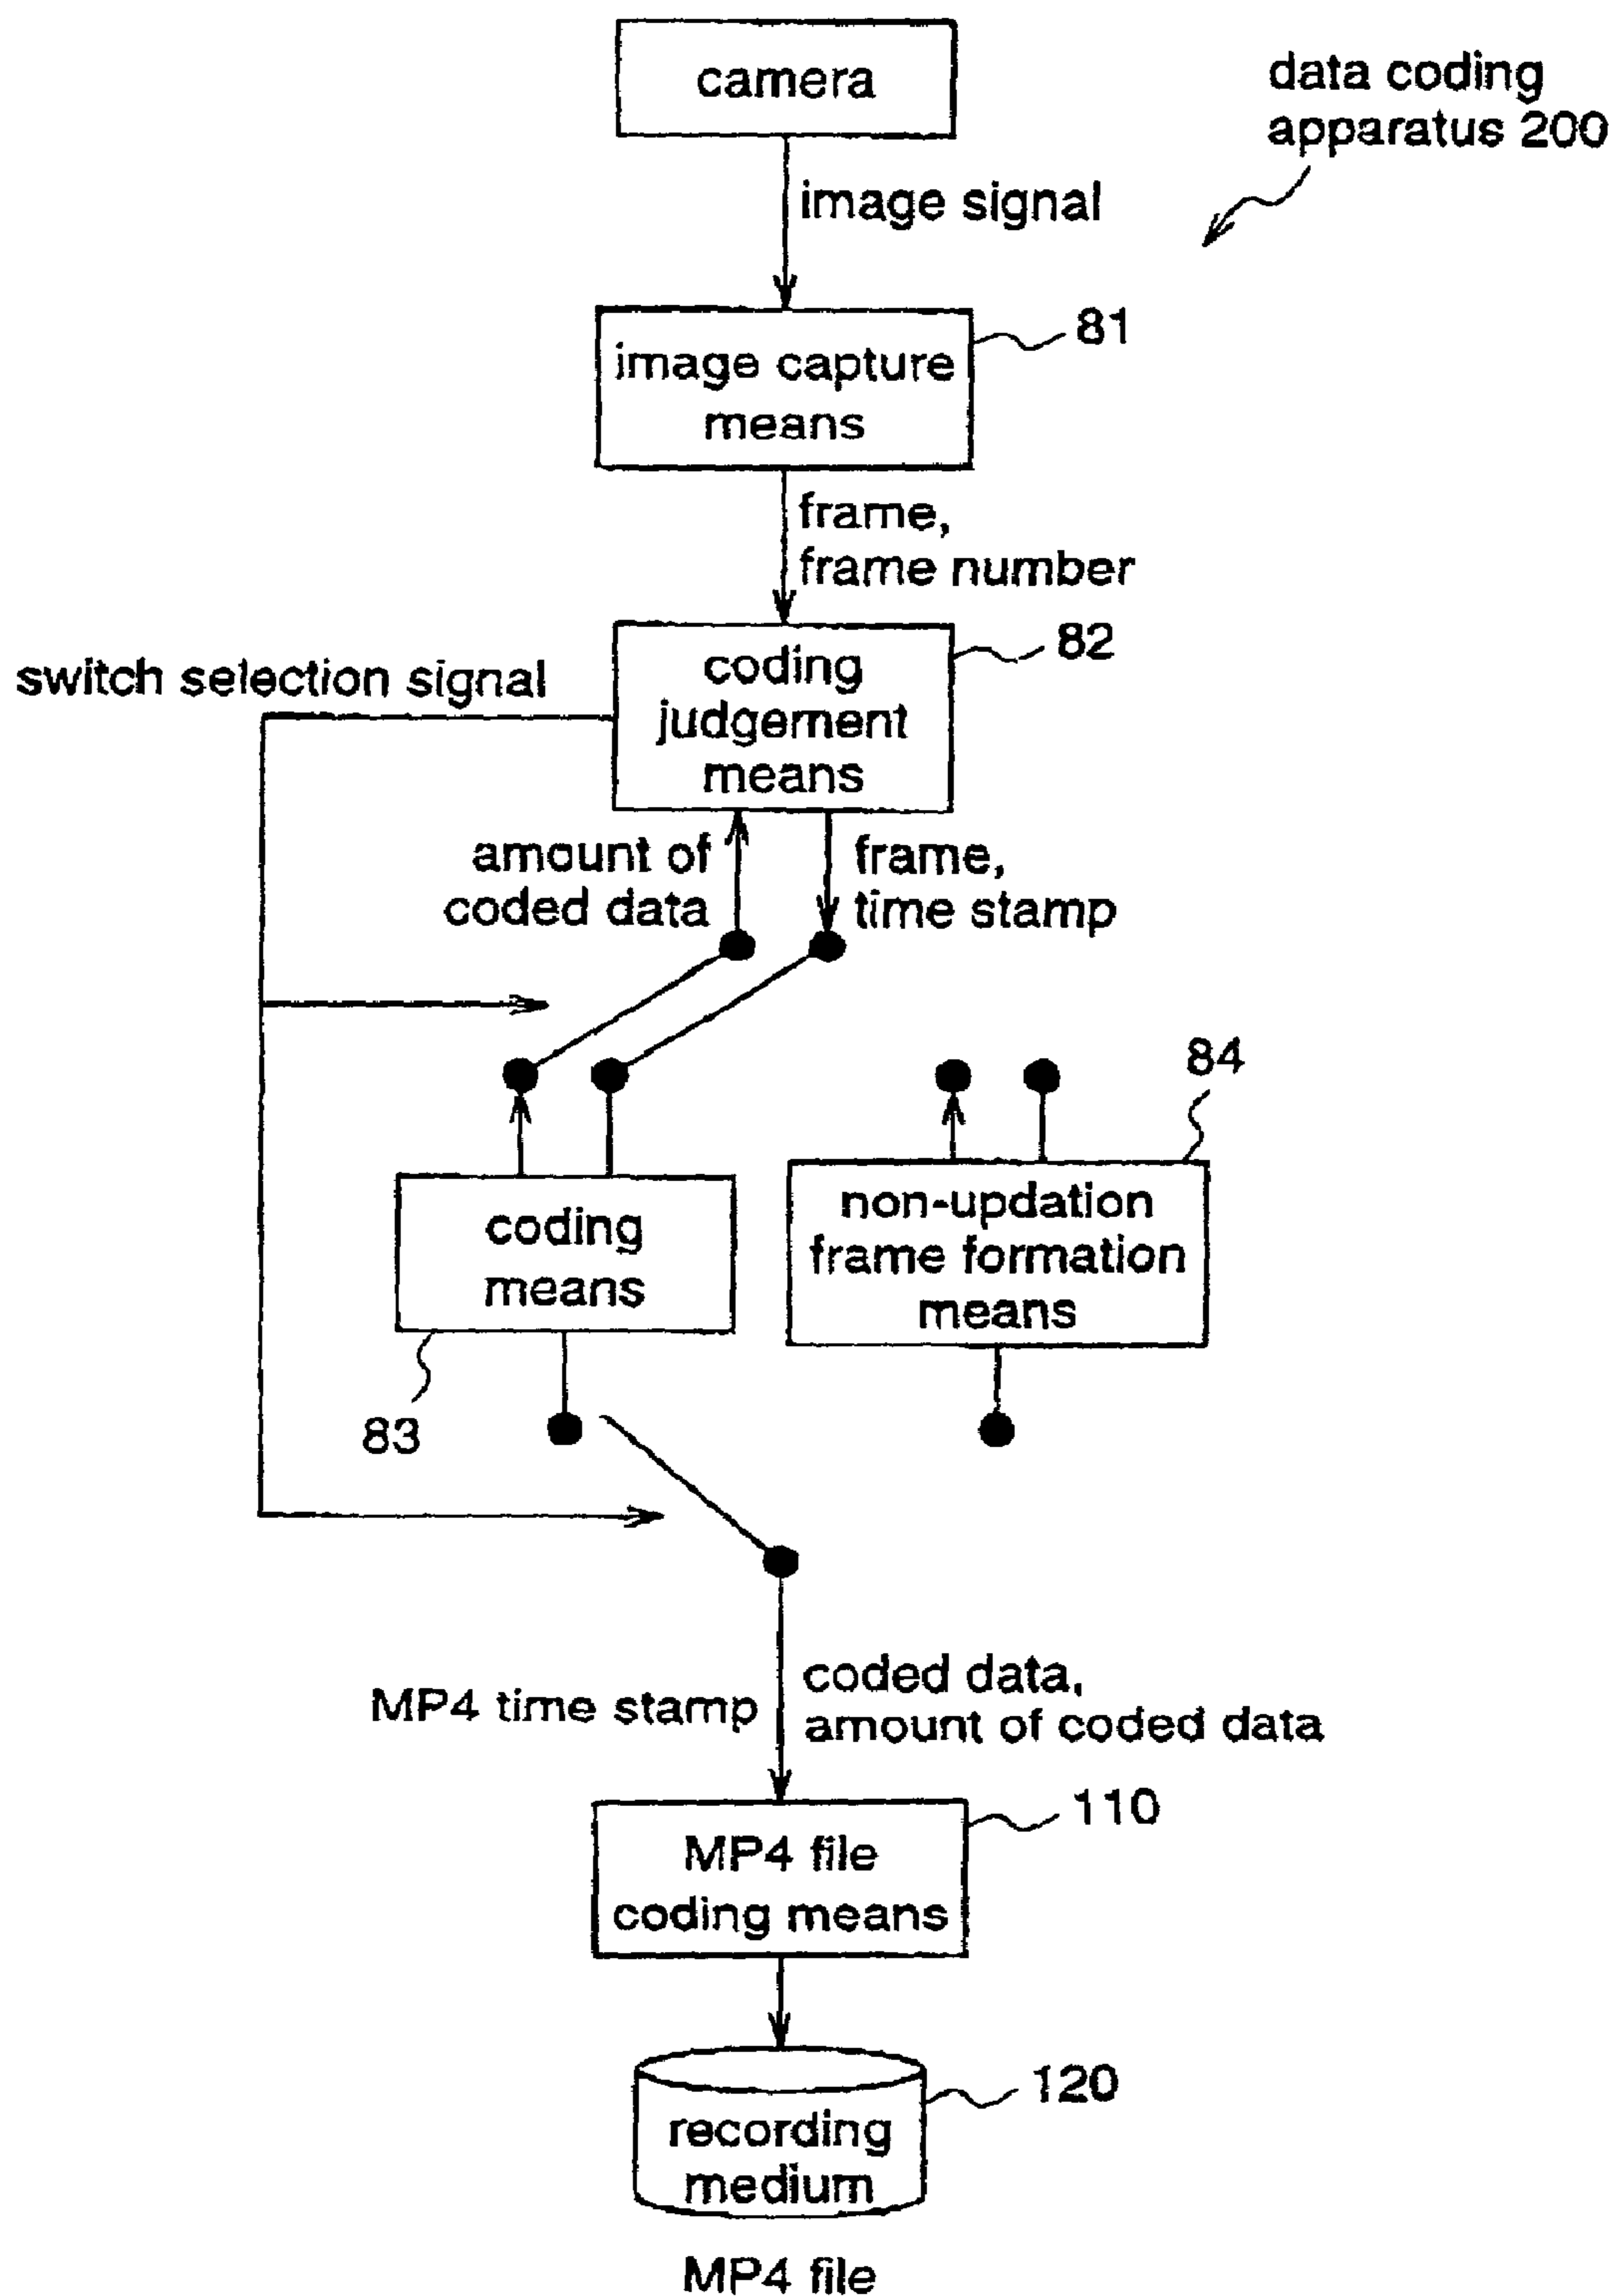 camera
data coding
apparatus 200
image signal
81
image capture
means
frame,
frame number
82
switch selection signal
coding
judgement
means
amount of
coded data
frame,
time stamp
84
coding
means
non-updation
frame formation
means
83
MP4 time stamp
coded data,
amount of coded data
110
MP4 file
coding means
120
recording
medium
MP4 file